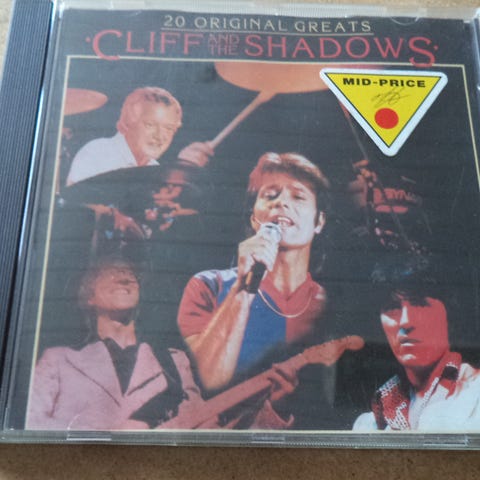 20 ORIGINAL GREATS
·CLIFF AND THE SHADOWS·
MID-PRICE